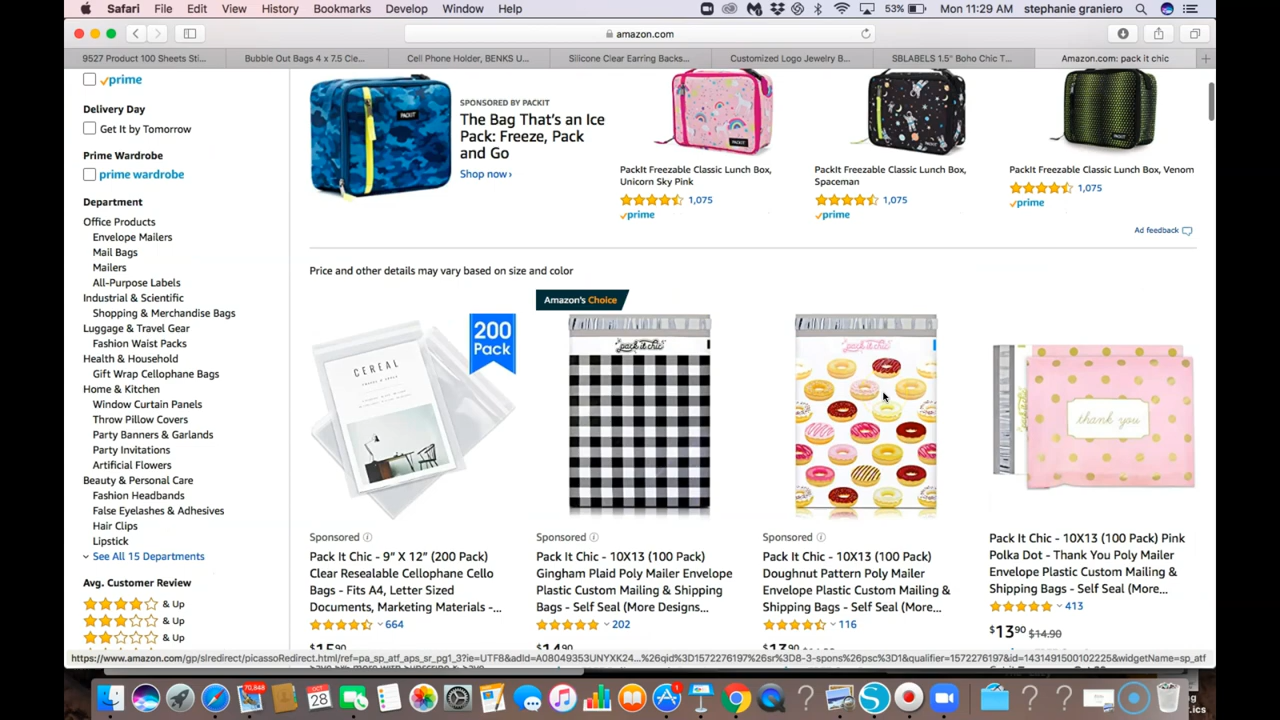 Safari File Edit View History Bookmarks Develop Window Help 53% Mon 11:29 AM stephanie graniero
amazon.com
9527 Product 100 Sheets Sti... Bubble Out Bags 4 x 7.5 Cle... Cell Phone Holder, BENKS U... Silicone Clear Earring Backs... Customized Logo Jewelry B... SBLABELS 1.5" Boho Chic T... Amazon.com: pack it chic
prime
Delivery Day
Get It by Tomorrow
Prime Wardrobe
prime wardrobe
Department
Office Products
Envelope Mailers
Mail Bags
Mailers
All-Purpose Labels
Industrial & Scientific
Shopping & Merchandise Bags
Luggage & Travel Gear
Fashion Waist Packs
Health & Household
Gift Wrap Cellophane Bags
Home & Kitchen
Window Curtain Panels
Throw Pillow Covers
Party Banners & Garlands
Party Invitations
Artificial Flowers
Beauty & Personal Care
Fashion Headbands
False Eyelashes & Adhesives
Hair Clips
Lipstick
See All 15 Departments
Avg. Customer Review
& Up
& Up
& Up
PACKIT
SPONSORED BY PACKIT
The Bag That's an Ice
Pack: Freeze, Pack
and Go
Shop now›
PackIt Freezable Classic Lunch Box,
Unicorn Sky Pink
1,075
prime
PackIt Freezable Classic Lunch Box,
Spaceman
1,075
prime
PackIt Freezable Classic Lunch Box, Venom
1,075
prime
Ad feedback
Price and other details may vary based on size and color
200
Pack
CEREAL
Sponsored
Pack It Chic - 9" X 12" (200 Pack)
Clear Resealable Cellophane Cello
Bags - Fits A4, Letter Sized
Documents, Marketing Materials -...
664
$15.90
Amazon's Choice
pack it chic
Sponsored
Pack It Chic - 10X13 (100 Pack)
Gingham Plaid Poly Mailer Envelope
Plastic Custom Mailing & Shipping
Bags - Self Seal (More Designs...
202
$14.90
pack it chic
Sponsored
Pack It Chic - 10X13 (100 Pack)
Doughnut Pattern Poly Mailer
Envelope Plastic Custom Mailing &
Shipping Bags - Self Seal (More...
116
$13.90
thank you
Pack It Chic - 10X13 (100 Pack) Pink
Polka Dot - Thank You Poly Mailer
Envelope Plastic Custom Mailing &
Shipping Bags - Self Seal (More...
413
$13.90 $14.90
https://www.amazon.com/gp/slredirect/picassoRedirect.html/ref=pa_sp_atf_aps_sr_pg1_3?ie=UTF8&adId=A08049353UNYXK24...%26qid%3D1572276197%26sr%3D8-3-spons%26psc%3D1&qualifier=1572276197&id=1431491500102225&widgetName=sp_atf
70,848
OCT
28
1
.ics